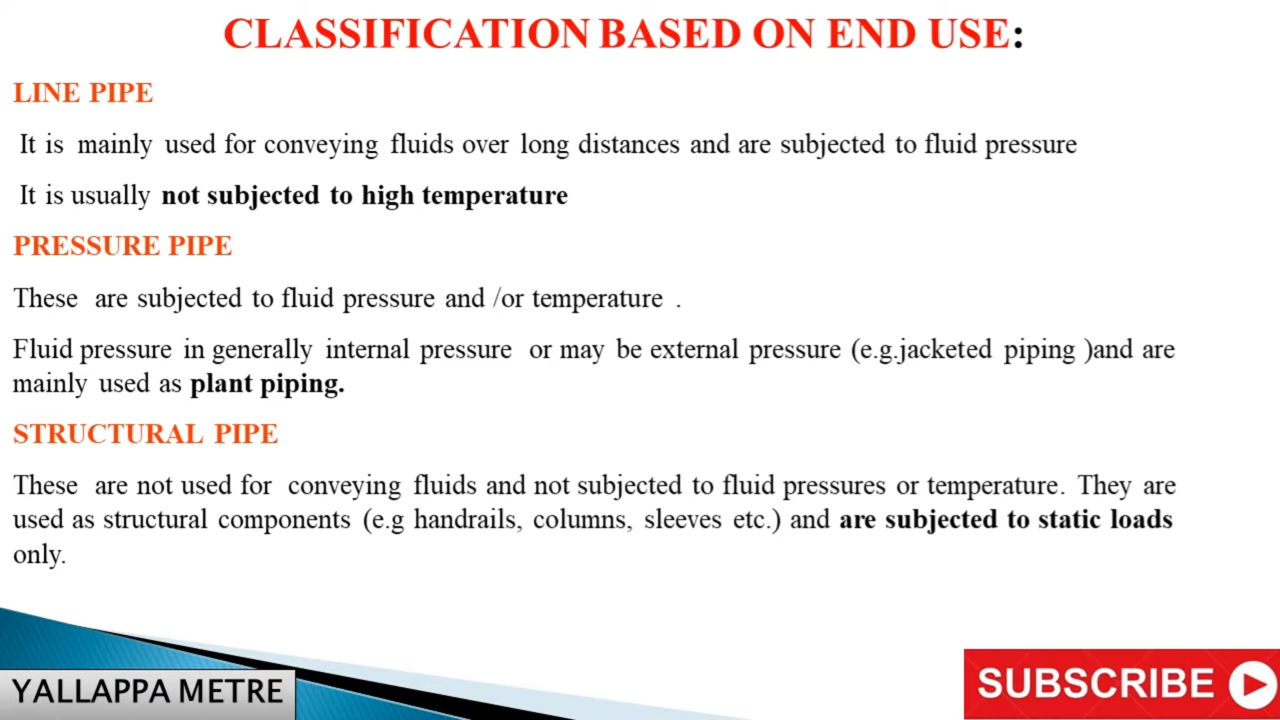 CLASSIFICATION BASED ON END USE:
LINE PIPE
It is mainly used for conveying fluids over long distances and are subjected to fluid pressure
It is usually not subjected to high temperature
PRESSURE PIPE
These are subjected to fluid pressure and /or temperature .
Fluid pressure in generally internal pressure or may be external pressure (e.g.jacketed piping )and are
mainly used as plant piping.
STRUCTURAL PIPE
These are not used for conveying fluids and not subjected to fluid pressures or temperature. They are
used as structural components (e.g handrails, columns, sleeves etc.) and are subjected to static loads
only.
YALLAPPA METRE
SUBSCRIBE